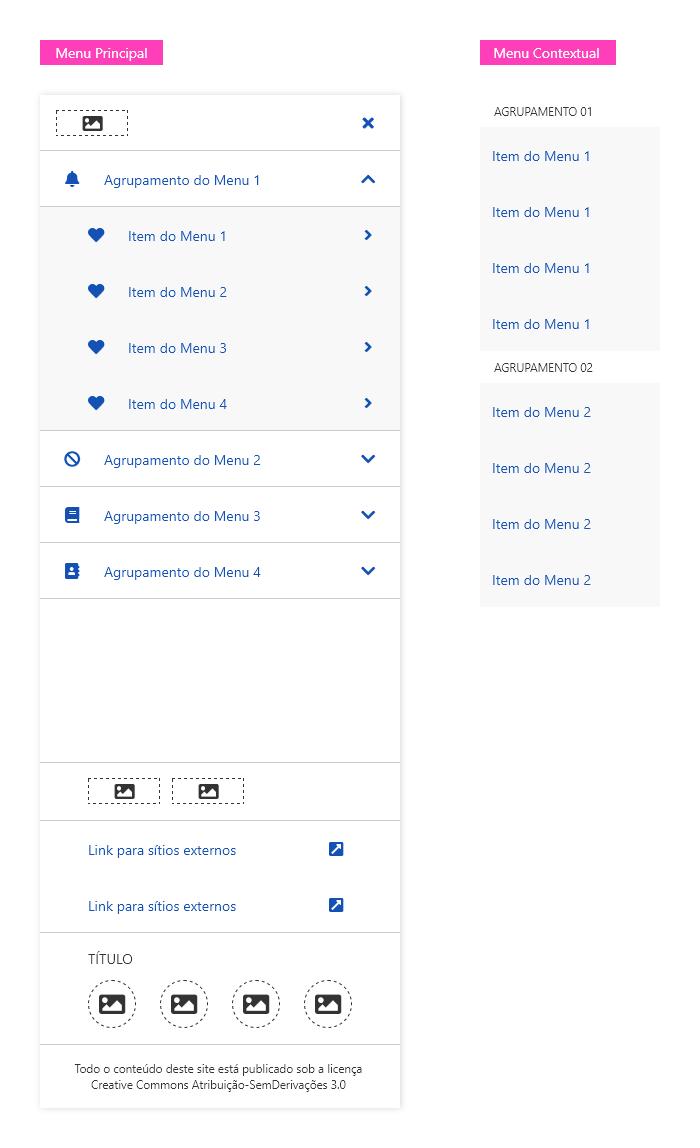 Menu Principal
Agrupamento do Menu 1
Item do Menu 1
Item do Menu 2
Item do Menu 3
Item do Menu 4
Agrupamento do Menu 2
Agrupamento do Menu 3
Agrupamento do Menu 4
Link para sítios externos
Link para sítios externos
TÍTULO
Todo o conteúdo deste site está publicado sob a licença
Creative Commons Atribuição-SemDerivações 3.0
Menu Contextual
AGRUPAMENTO 01
Item do Menu 1
Item do Menu 1
Item do Menu 1
Item do Menu 1
AGRUPAMENTO 02
Item do Menu 2
Item do Menu 2
Item do Menu 2
Item do Menu 2